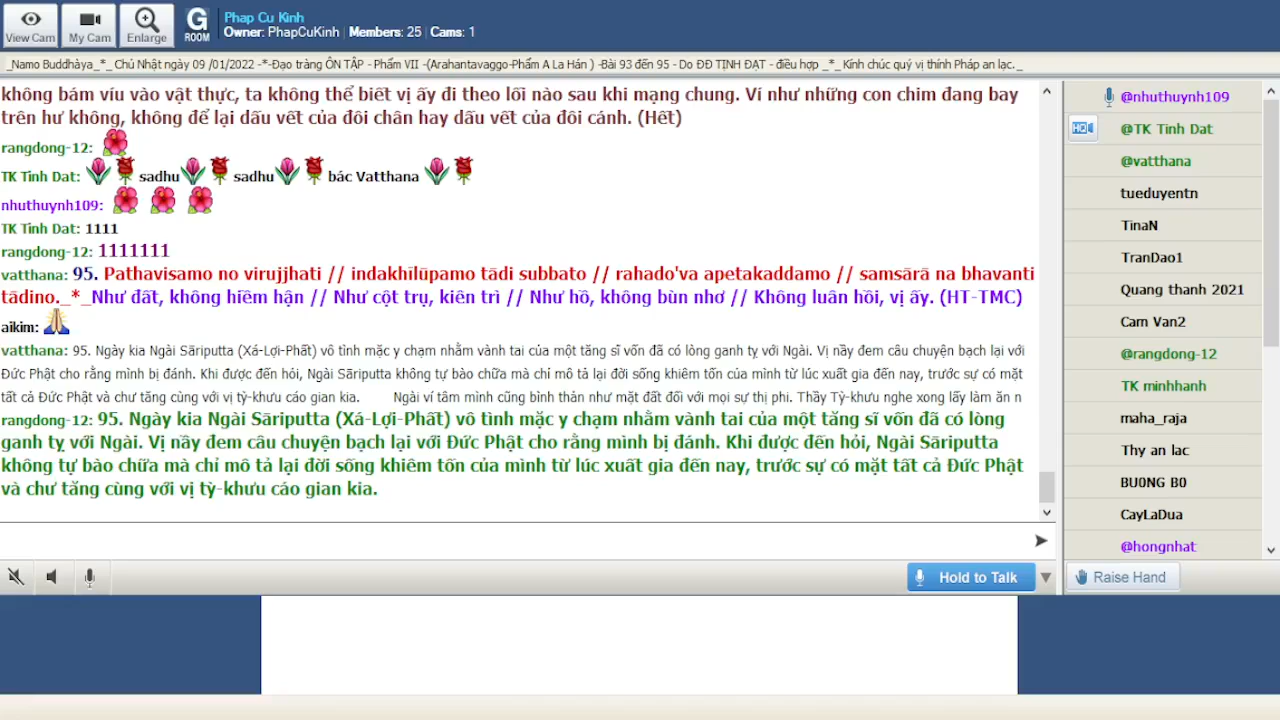 View Cam
My Cam
Enlarge
G
ROOM
Phap Cu Kinh
Owner: PhapCuKinh | Members: 25 | Cams: 1
_Namo Buddhàya_*_ Chủ Nhật ngày 09 /01/2022 -*-Đạo tràng ÔN TẬP - Phẩm VII -(Arahantavaggo-Phẩm A La Hán ) -Bài 93 đến 95 - Do ĐĐ TỊNH ĐẠT - điều hợp _*_ Kính chúc quý vị thính Pháp an lạc._
không bám víu vào vật thực, ta không thể biết vị ấy đi theo lối nào sau khi mạng chung. Ví như những con chim đang bay
trên hư không, không để lại dấu vết của đôi chân hay dấu vết của đôi cánh. (Hết)
rangdong-12:
TK Tinh Dat: sadhu sadhu bác Vatthana
nhuthuynh109:
TK Tinh Dat: 1111
rangdong-12: 1111111
vatthana: 95. Pathavisamo no virujjhati // indakhīlūpamo tādi subbato // rahado'va apetakaddamo // samsārā na bhavanti
tādino._*_Như đất, không hiềm hận // Như cột trụ, kiên trì // Như hồ, không bùn nhơ // Không luân hồi, vị ấy. (HT-TMC)
aikim:
vatthana: 95. Ngày kia Ngài Sāriputta (Xá-Lợi-Phất) vô tình mặc y chạm nhằm vành tai của một tăng sĩ vốn đã có lòng ganh tỵ với Ngài. Vị nầy đem câu chuyện bạch lại với
Đức Phật cho rằng mình bị đánh. Khi được đến hỏi, Ngài Sāriputta không tự bào chữa mà chỉ mô tả lại đời sống khiêm tốn của mình từ lúc xuất gia đến nay, trước sự có mặt
tất cả Đức Phật và chư tăng cùng với vị tỳ-khưu cáo gian kia. Ngài ví tâm mình cũng bình thản như mặt đất đối với mọi sự thị phi. Thầy Tỳ-khưu nghe xong lấy làm ăn n
rangdong-12: 95. Ngày kia Ngài Sāriputta (Xá-Lợi-Phất) vô tình mặc y chạm nhằm vành tai của một tăng sĩ vốn đã có lòng
ganh tỵ với Ngài. Vị nầy đem câu chuyện bạch lại với Đức Phật cho rằng mình bị đánh. Khi được đến hỏi, Ngài Sāriputta
không tự bào chữa mà chỉ mô tả lại đời sống khiêm tốn của mình từ lúc xuất gia đến nay, trước sự có mặt tất cả Đức Phật
và chư tăng cùng với vị tỳ-khưu cáo gian kia.
@nhuthuynh109
HD
@TK Tinh Dat
@vatthana
tueduyentn
TinaN
TranDao1
Quang thanh 2021
Cam Van2
@rangdong-12
TK minhhanh
maha_raja
Thy an lac
BU0NG B0
CayLaDua
@hongnhat
Hold to Talk
Raise Hand